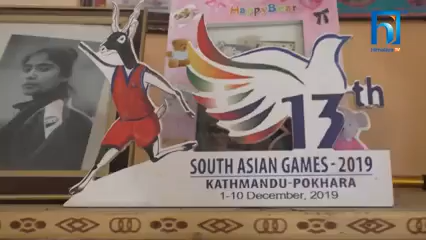 Happy Bear
13th
SOUTH ASIAN GAMES - 2019
KATHMANDU-POKHARA
1-10 December, 2019